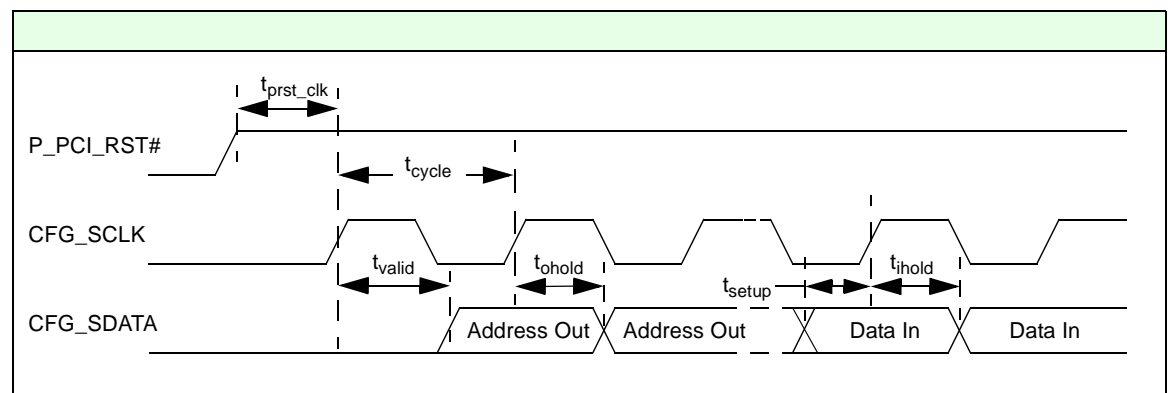 tprst_clk
P_PCI_RST#
tcycle
CFG_SCLK
tvalid
tohold
tsetup
tihold
CFG_SDATA
Address Out
Address Out
Data In
Data In